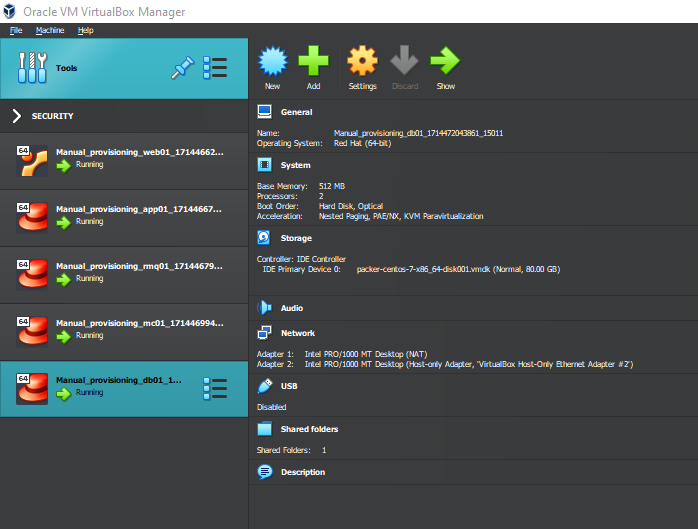 Oracle VM VirtualBox Manager
File Machine Help
Tools
New Add Settings Discard Show
SECURITY
64 Manual_provisioning_web01_17144662...
Running
64 Manual_provisioning_app01_17144667...
Running
64 Manual_provisioning_rmq01_17144679...
Running
64 Manual_provisioning_mc01_171446994...
Running
64 Manual_provisioning_db01_1...
Running
General
Name: Manual_provisioning_db01_1714472043861_15011
Operating System: Red Hat (64-bit)
System
Base Memory: 512 MB
Processors: 2
Boot Order: Hard Disk, Optical
Acceleration: Nested Paging, PAE/NX, KVM Paravirtualization
Storage
Controller: IDE Controller
IDE Primary Device 0: packer-centos-7-x86_64-disk001.vmdk (Normal, 80.00 GB)
Audio
Network
Adapter 1: Intel PRO/1000 MT Desktop (NAT)
Adapter 2: Intel PRO/1000 MT Desktop (Host-only Adapter, 'VirtualBox Host-Only Ethernet Adapter #2')
USB
Disabled
Shared folders
Shared Folders: 1
Description